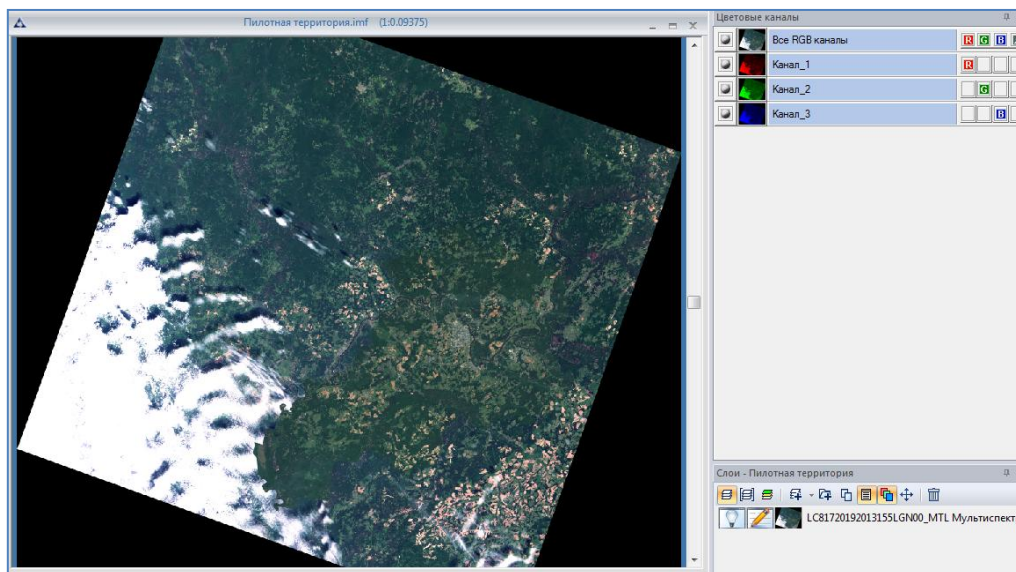 Пилотная территория.imf (1:0.09375)
Цветовые каналы
Все RGB каналы
R G B
Канал_1
R
Канал_2
G
Канал_3
B
Слои - Пилотная территория
LC81720192013155LGN00_MTL Мультиспект